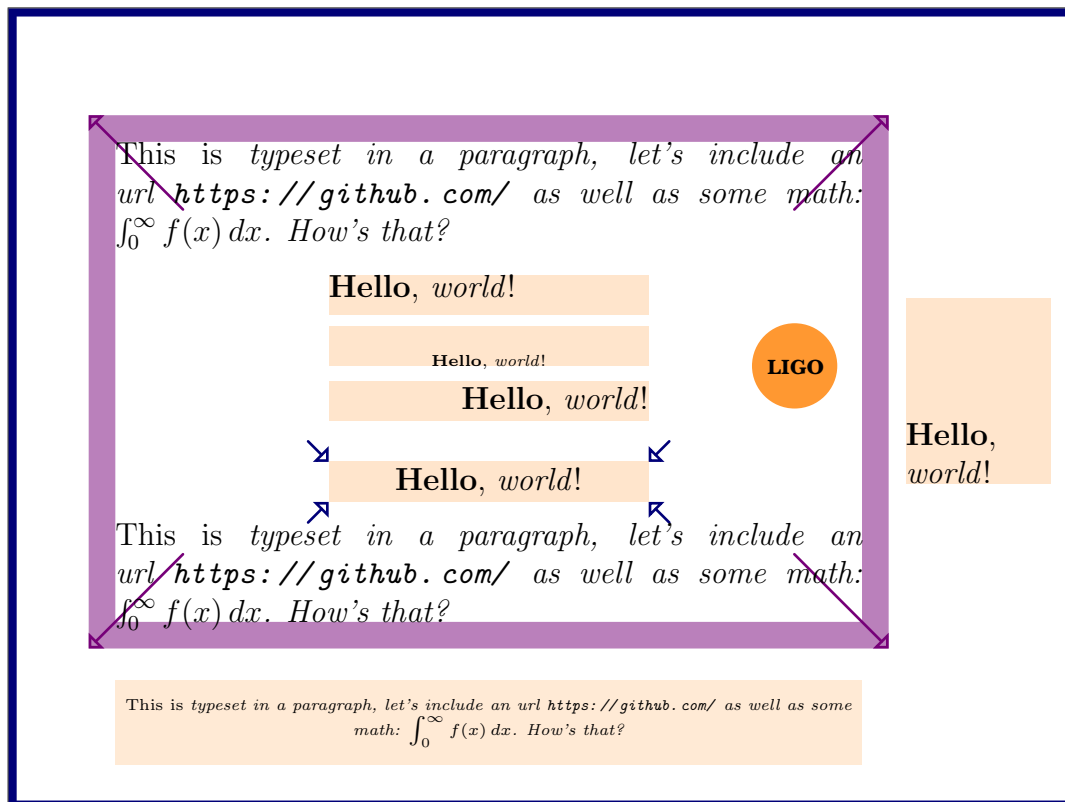 This is typeset in a paragraph, let's include an
url https://github.com/ as well as some math:
∫₀^∞ f(x) dx. How's that?
Hello, world!
Hello, world!
LIGO
Hello, world!
Hello,
world!
Hello, world!
This is typeset in a paragraph, let's include an
url https://github.com/ as well as some math:
∫₀^∞ f(x) dx. How's that?
This is typeset in a paragraph, let's include an url https://github.com/ as well as some
math: ∫₀^∞ f(x) dx. How's that?